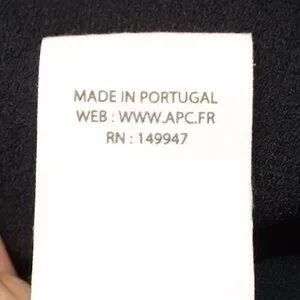 MADE IN PORTUGAL
WEB : WWW.APC.FR
RN : 149947